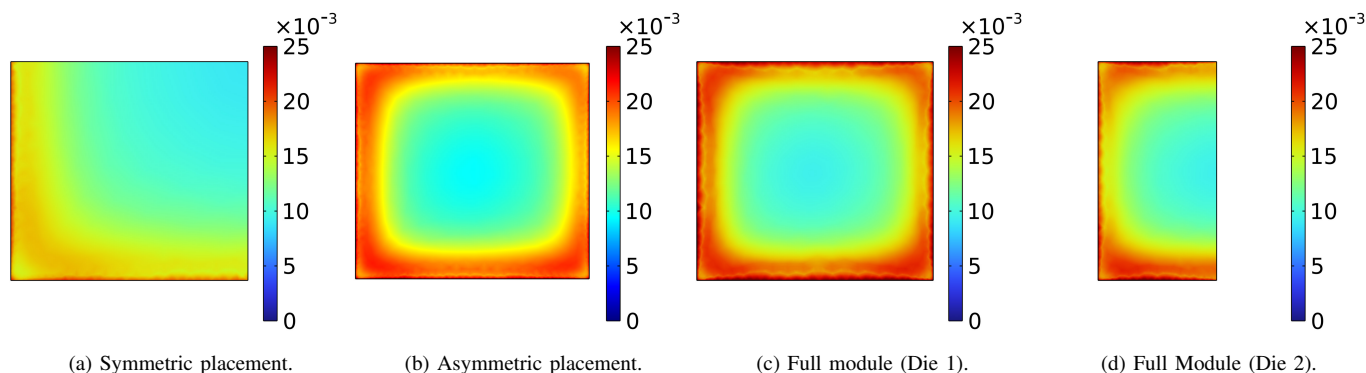 ×10⁻³ ×10⁻³ ×10⁻³ ×10⁻³
25 25 25 25
20 20 20 20
15 15 15 15
10 10 10 10
5 5 5 5
0 0 0 0
(a) Symmetric placement. (b) Asymmetric placement. (c) Full module (Die 1). (d) Full Module (Die 2).